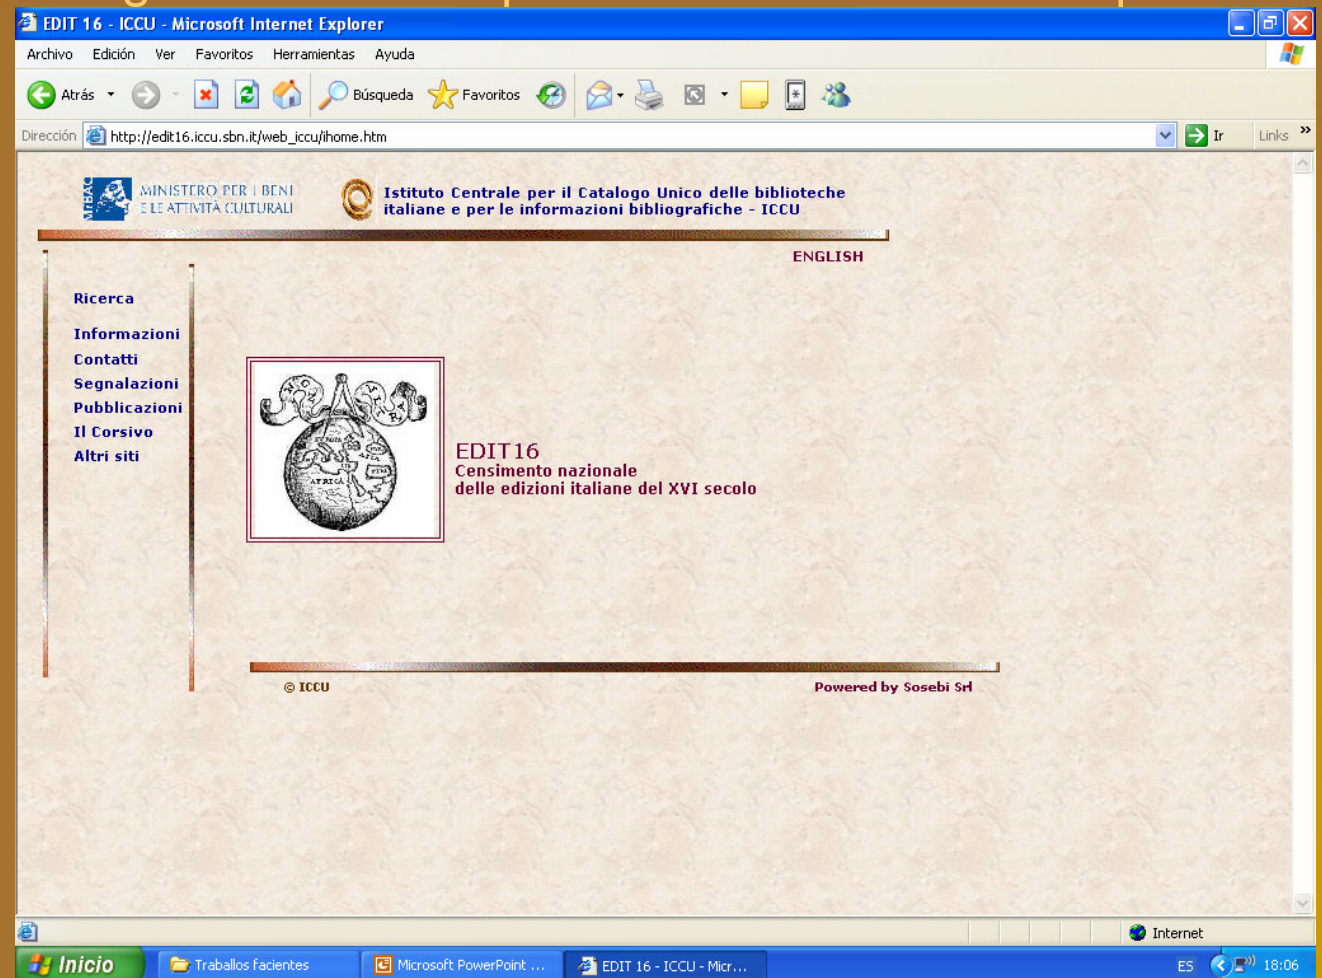 EDIT 16 - ICCU - Microsoft Internet Explorer
Archivo Edición Ver Favoritos Herramientas Ayuda
Atrás Búsqueda Favoritos
Dirección http://edit16.iccu.sbn.it/web_iccu/ihome.htm Ir Links »
MiBAC
MINISTERO PER I BENI
E LE ATTIVITÀ CULTURALI
Istituto Centrale per il Catalogo Unico delle biblioteche
italiane e per le informazioni bibliografiche - ICCU
ENGLISH
Ricerca
Informazioni
Contatti
Segnalazioni
Pubblicazioni
Il Corsivo
Altri siti
EUROPA
AFRICA
EDIT16
Censimento nazionale
delle edizioni italiane del XVI secolo
© ICCU
Powered by Sosebi Srl
Internet
Inicio Traballos facientes Microsoft PowerPoint ... EDIT 16 - ICCU - Micr... ES 18:06